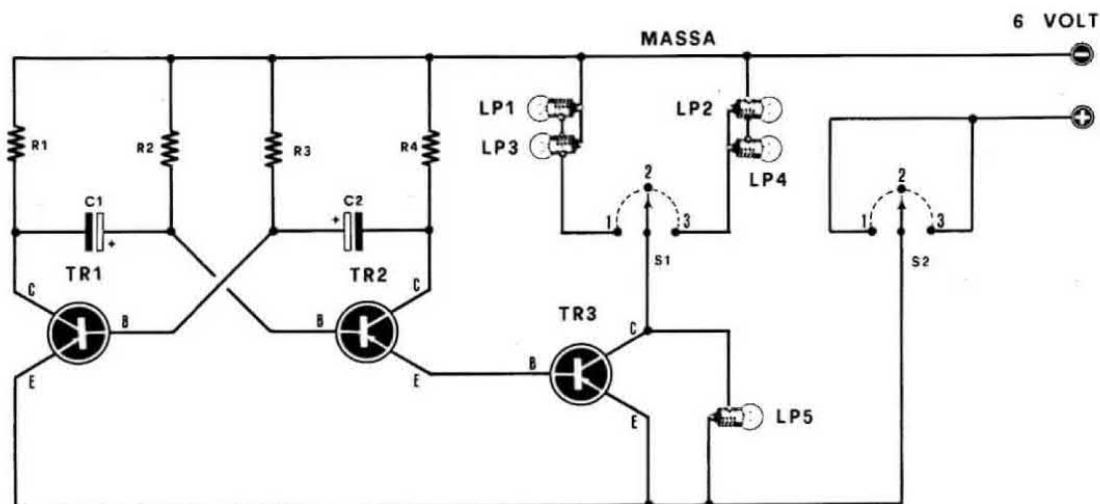 6 VOLT
MASSA
−
+
LP1
LP2
LP3
LP4
R1
R2
R3
R4
C1
+
+
C2
1
2
3
S1
1
2
3
S2
TR1
TR2
C
B
E
C
B
E
TR3
C
B
E
LP5